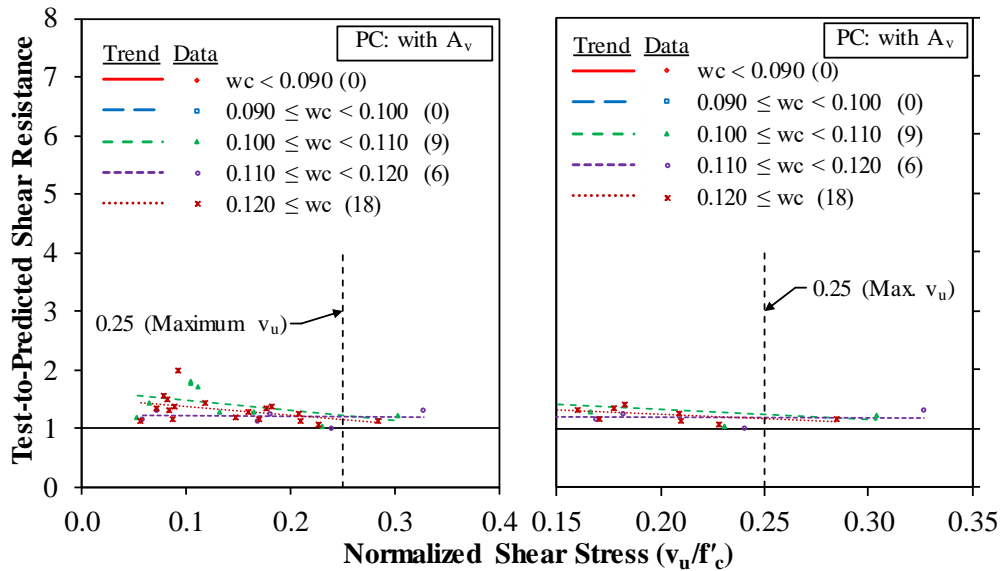 Test-to-Predicted Shear Resistance
8
7
6
5
4
3
2
1
0
PC: with Av
Trend Data
wc < 0.090 (0)
0.090 ≤ wc < 0.100 (0)
0.100 ≤ wc < 0.110 (9)
0.110 ≤ wc < 0.120 (6)
0.120 ≤ wc (18)
0.25 (Maximum vu)
0.0 0.1 0.2 0.3 0.4
PC: with Av
Trend Data
wc < 0.090 (0)
0.090 ≤ wc < 0.100 (0)
0.100 ≤ wc < 0.110 (9)
0.110 ≤ wc < 0.120 (6)
0.120 ≤ wc (18)
0.25 (Max. vu)
0.15 0.20 0.25 0.30 0.35
Normalized Shear Stress (vu/f′c)